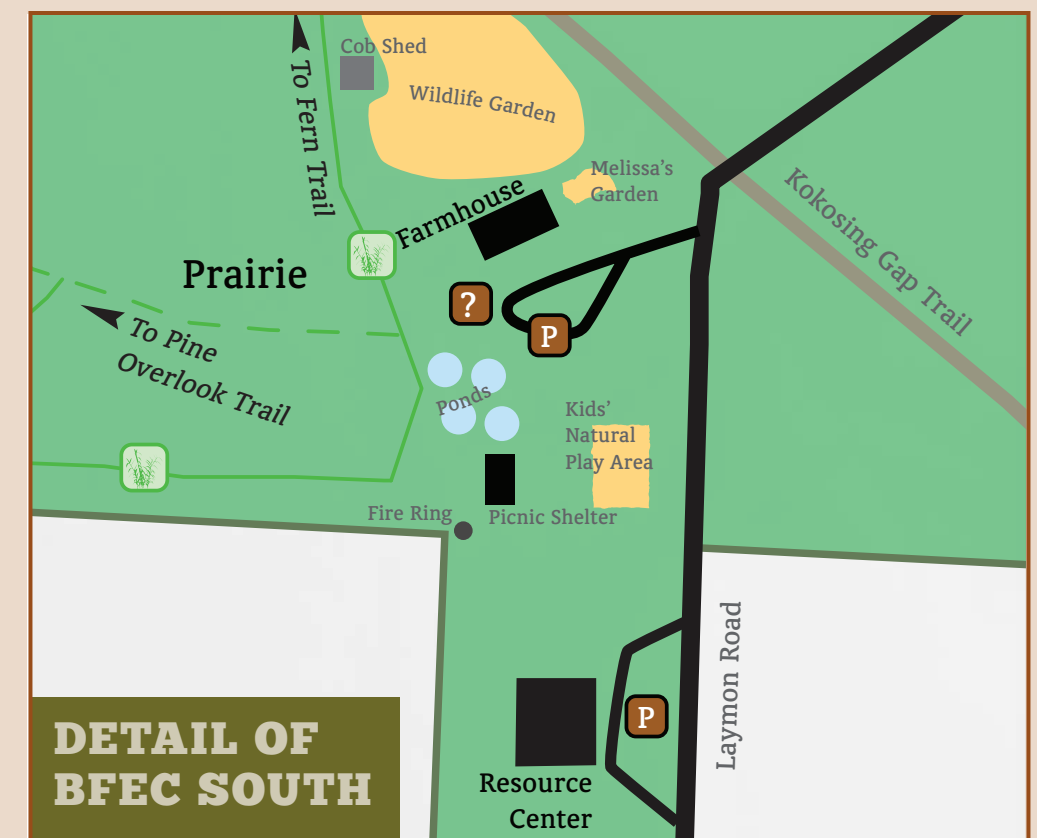 Cob Shed
To Fern Trail
Wildlife Garden
Melissa's
Garden
Farmhouse
Kokosing Gap Trail
Prairie
?
P
To Pine
Overlook Trail
Ponds
Kids'
Natural
Play Area
Fire Ring
Picnic Shelter
Laymon Road
P
DETAIL OF
BFEC SOUTH
Resource
Center